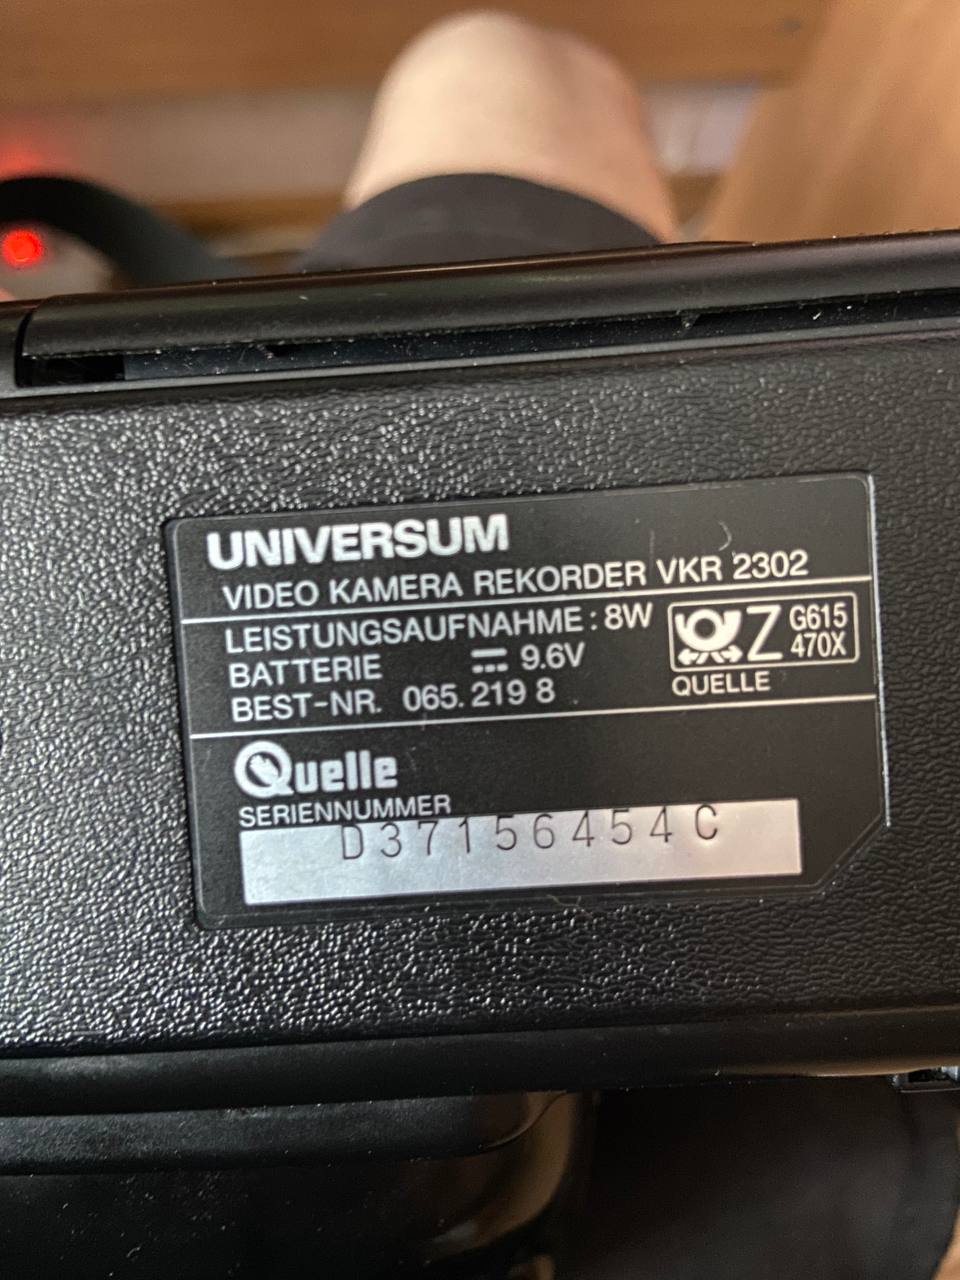 UNIVERSUM
VIDEO KAMERA REKORDER VKR 2302
LEISTUNGSAUFNAHME : 8W
BATTERIE 9.6V
BEST-NR. 065. 219 8
Z G615
470X
QUELLE
Quelle
SERIENNUMMER
D37156454C